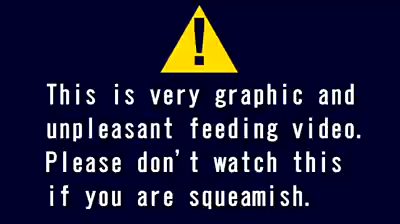 This is very graphic and
unpleasant feeding video.
Please don't watch this
if you are squeamish.